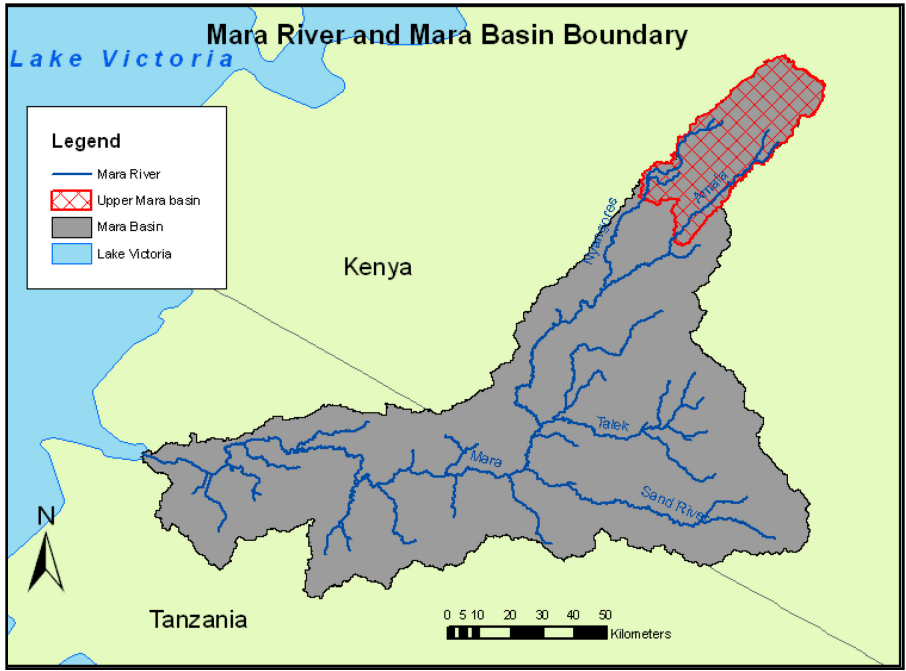 Mara River and Mara Basin Boundary
Lake Victoria
Legend
Mara River
Upper Mara basin
Mara Basin
Lake Victoria
Amala
Nyangores
Kenya
Talek
Mara
Sand River
N
Tanzania
0 5 10 20 30 40 50
Kilometers